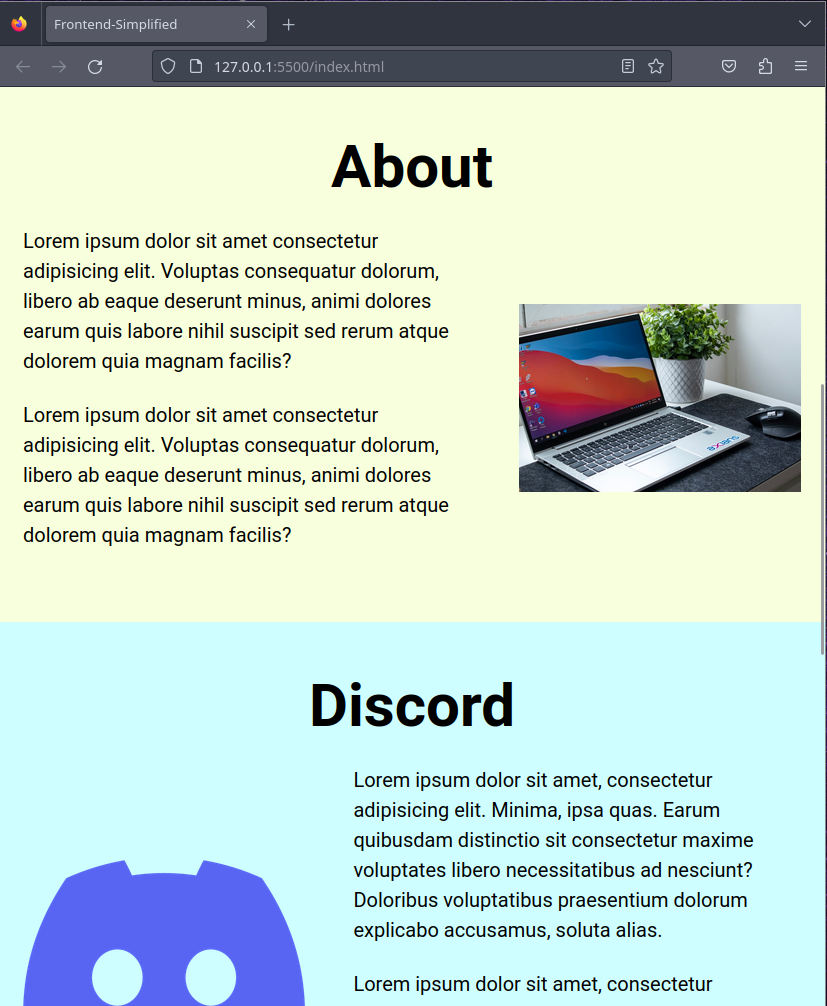 Frontend-Simplified
127.0.0.1:5500/index.html
About
Lorem ipsum dolor sit amet consectetur
adipisicing elit. Voluptas consequatur dolorum,
libero ab eaque deserunt minus, animi dolores
earum quis labore nihil suscipit sed rerum atque
dolorem quia magnam facilis?
Lorem ipsum dolor sit amet consectetur
adipisicing elit. Voluptas consequatur dolorum,
libero ab eaque deserunt minus, animi dolores
earum quis labore nihil suscipit sed rerum atque
dolorem quia magnam facilis?
axians
Discord
Lorem ipsum dolor sit amet, consectetur
adipisicing elit. Minima, ipsa quas. Earum
quibusdam distinctio sit consectetur maxime
voluptates libero necessitatibus ad nesciunt?
Doloribus voluptatibus praesentium dolorum
explicabo accusamus, soluta alias.
Lorem ipsum dolor sit amet, consectetur